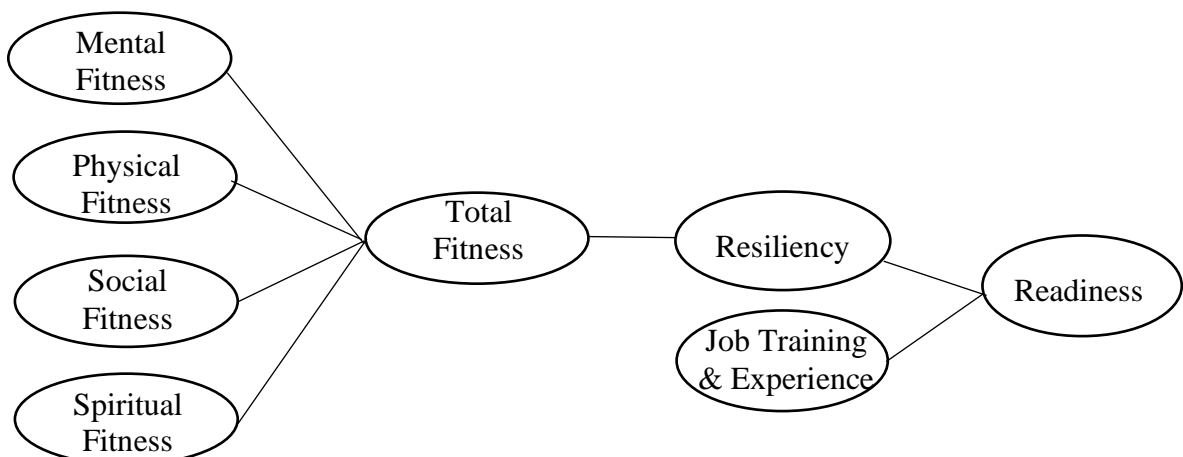 Mental
Fitness
Physical
Fitness
Social
Fitness
Spiritual
Fitness
Total
Fitness
Resiliency
Job Training
& Experience
Readiness